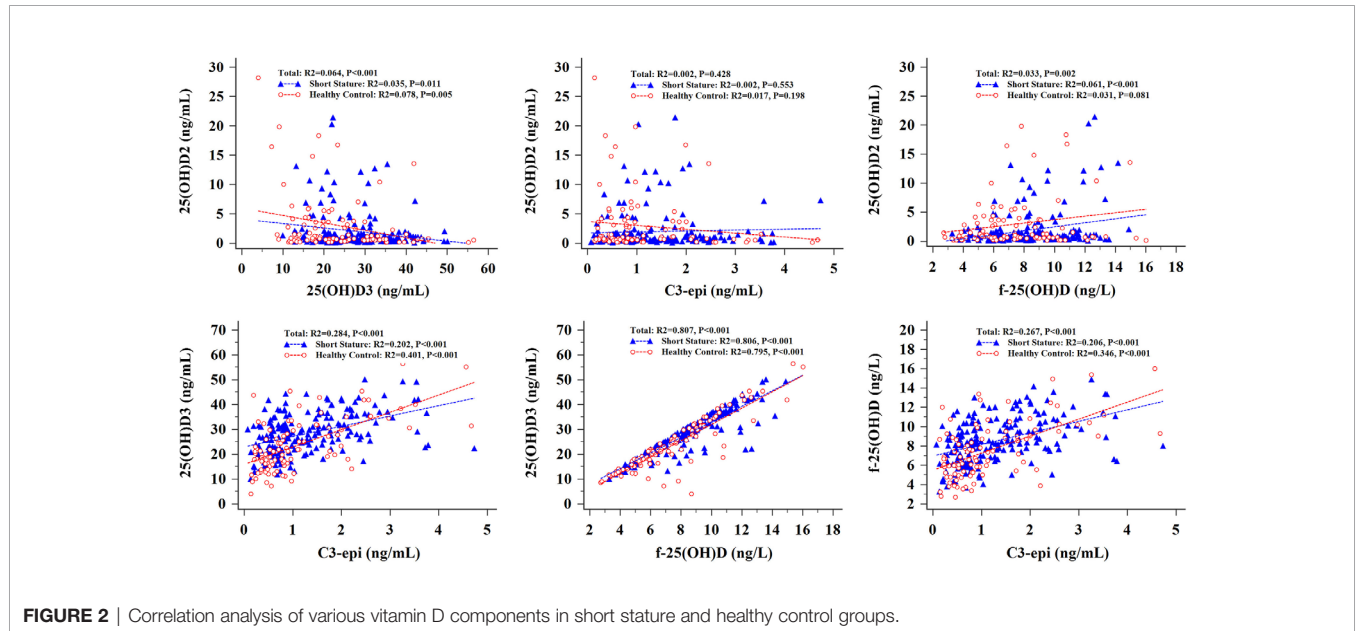 Total: R2=0.064, P<0.001
Short Stature: R2=0.035, P=0.011
Healthy Control: R2=0.078, P=0.005
30
25
20
15
10
5
0
25(OH)D2 (ng/mL)
0 10 20 30 40 50 60
25(OH)D3 (ng/mL)
Total: R2=0.002, P=0.428
Short Stature: R2=0.002, P=0.553
Healthy Control: R2=0.017, P=0.198
30
25
20
15
10
5
0
25(OH)D2 (ng/mL)
0 1 2 3 4 5
C3-epi (ng/mL)
Total: R2=0.033, P=0.002
Short Stature: R2=0.061, P<0.001
Healthy Control: R2=0.031, P=0.081
30
25
20
15
10
5
0
25(OH)D2 (ng/mL)
2 4 6 8 10 12 14 16 18
f-25(OH)D (ng/L)
Total: R2=0.284, P<0.001
Short Stature: R2=0.202, P<0.001
Healthy Control: R2=0.401, P<0.001
70
60
50
40
30
20
10
0
25(OH)D3 (ng/mL)
0 1 2 3 4 5
C3-epi (ng/mL)
Total: R2=0.807, P<0.001
Short Stature: R2=0.806, P<0.001
Healthy Control: R2=0.795, P<0.001
70
60
50
40
30
20
10
0
25(OH)D3 (ng/mL)
2 4 6 8 10 12 14 16 18
f-25(OH)D (ng/L)
Total: R2=0.267, P<0.001
Short Stature: R2=0.206, P<0.001
Healthy Control: R2=0.346, P<0.001
20
18
16
14
12
10
8
6
4
2
f-25(OH)D (ng/L)
0 1 2 3 4 5
C3-epi (ng/mL)
FIGURE 2 | Correlation analysis of various vitamin D components in short stature and healthy control groups.